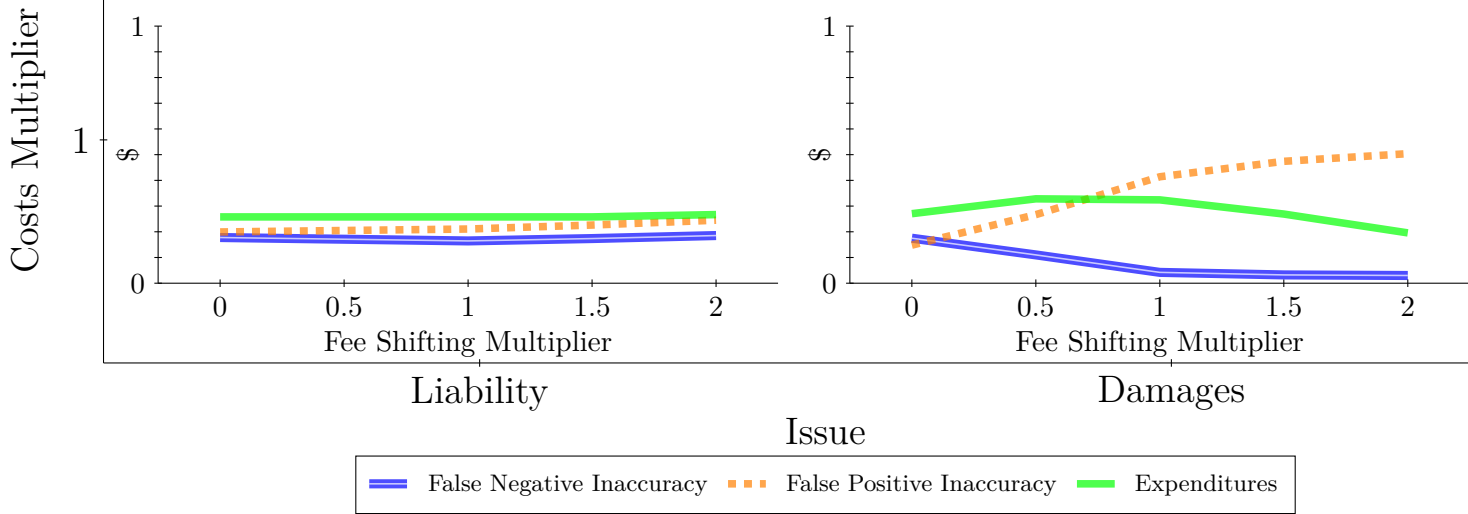 Costs Multiplier
1
1
$
0
0 0.5 1 1.5 2
Fee Shifting Multiplier
1
$
0
0 0.5 1 1.5 2
Fee Shifting Multiplier
Liability
Damages
Issue
False Negative Inaccuracy False Positive Inaccuracy Expenditures